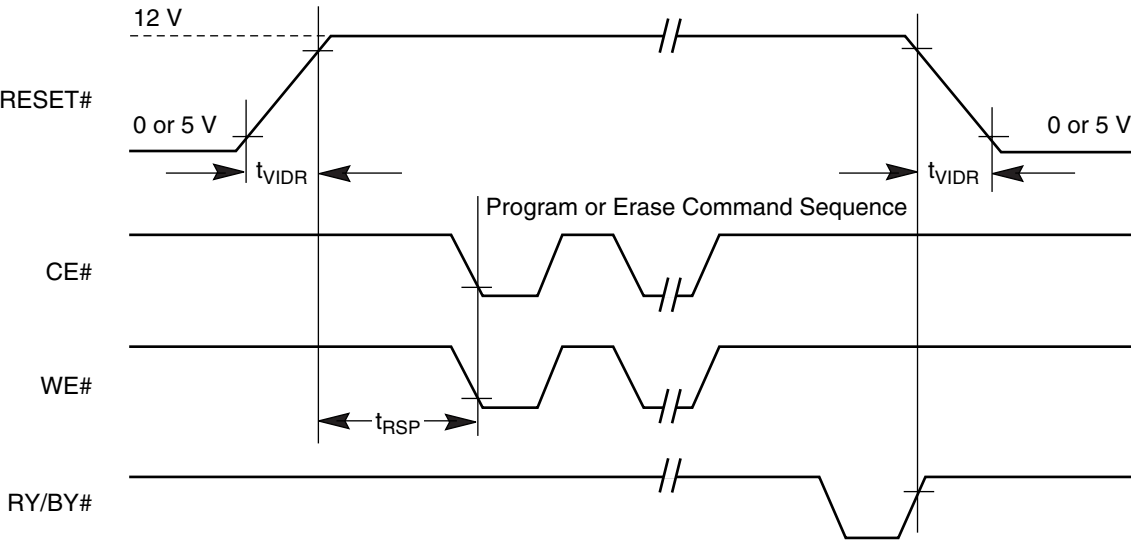 12 V
RESET#
0 or 5 V
0 or 5 V
tVIDR
tVIDR
Program or Erase Command Sequence
CE#
WE#
tRSP
RY/BY#